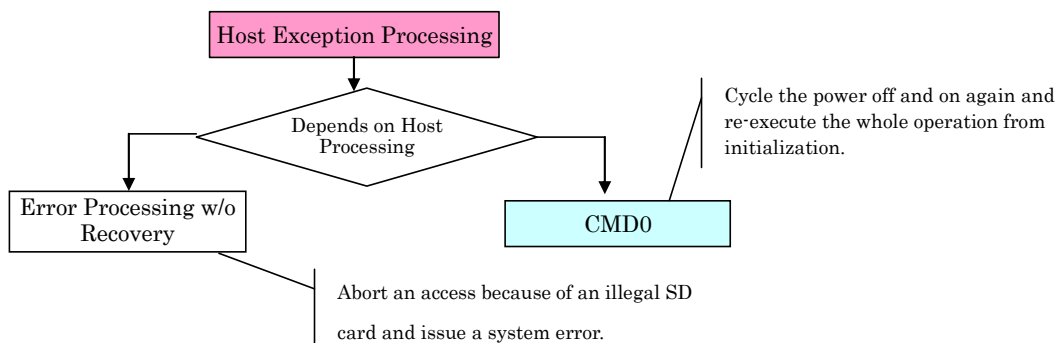 Host Exception Processing
Depends on Host
Processing
Cycle the power off and on again and
re-execute the whole operation from
initialization.
Error Processing w/o
Recovery
CMD0
Abort an access because of an illegal SD
card and issue a system error.